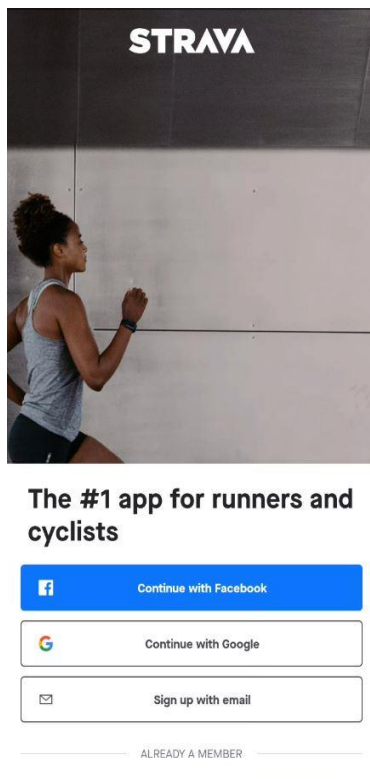 STRAVA
The #1 app for runners and
cyclists
Continue with Facebook
Continue with Google
Sign up with email
ALREADY A MEMBER